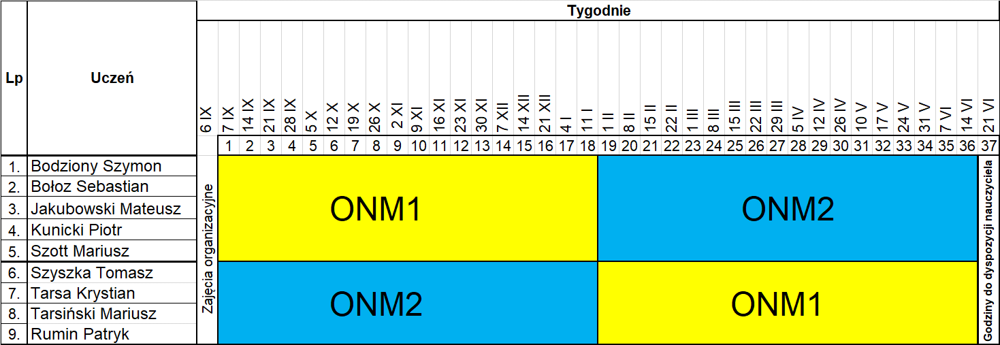 Tygodnie
Lp Uczeń
6 IX 7 IX 14 IX 21 IX 28 IX 5 X 12 X 19 X 26 X 2 XI 9 XI 16 XI 23 XI 30 XI 7 XII 14 XII 21 XII 4 I 11 I 1 II 8 II 15 II 22 II 1 III 8 III 15 III 22 III 29 III 5 IV 12 IV 26 IV 10 V 17 V 24 V 31 V 7 VI 14 VI 21 VI
1 2 3 4 5 6 7 8 9 10 11 12 13 14 15 16 17 18 19 20 21 22 23 24 25 26 27 28 29 30 31 32 33 34 35 36 37
1. Bodziony Szymon
2. Bołoz Sebastian
3. Jakubowski Mateusz
4. Kunicki Piotr
5. Szott Mariusz
6. Szyszka Tomasz
7. Tarsa Krystian
8. Tarsiński Mariusz
9. Rumin Patryk
Zajęcia organizacyjne
ONM1 ONM2
ONM2 ONM1
Godziny do dyspozycji nauczyciela